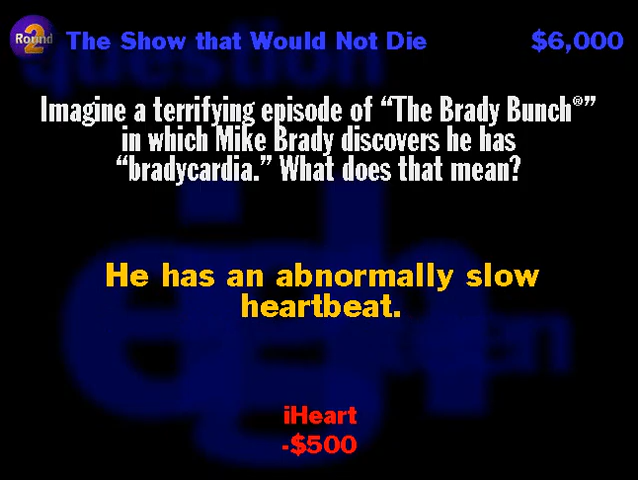 Round 2 The Show that Would Not Die $6,000
question
Imagine a terrifying episode of “The Brady Bunch®”
in which Mike Brady discovers he has
“bradycardia.” What does that mean?
He has an abnormally slow
heartbeat.
iHeart
-$500